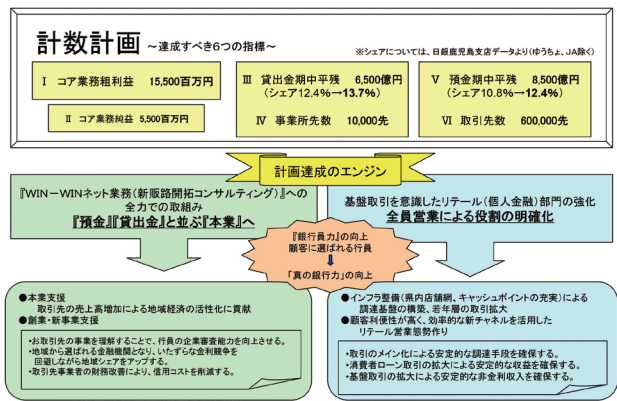 計数計画 ～達成すべき6つの指標～
※シェアについては、日銀鹿児島支店データより(ゆうちょ、JA除く)
Ⅰ コア業務粗利益 15,500百万円
Ⅱ コア業務純益 5,500百万円
Ⅲ 貸出金期中平残 6,500億円
(シェア12.4%→13.7%)
Ⅳ 事業所先数 10,000先
Ⅴ 預金期中平残 8,500億円
(シェア10.8%→12.4%)
Ⅵ 取引先数 600,000先
計画達成のエンジン
『WIN－WINネット業務(新販路開拓コンサルティング)』への
全力での取組み
『預金』『貸出金』と並ぶ『本業』へ
基盤取引を意識したリテール(個人金融)部門の強化
全員営業による役割の明確化
『銀行員力』の向上
顧客に選ばれる行員
「真の銀行力」の向上
●本業支援
取引先の売上高増加による地域経済の活性化に貢献
●創業・新事業支援
・お取引先の事業を理解することで、行員の企業審査能力を向上させる。
・地域から選ばれる金融機関となり、いたずらな金利競争を
回避しながら地域シェアをアップする。
・取引先事業者の財務改善により、信用コストを削減する。
●インフラ整備(県内店舗網、キャッシュポイントの充実)による
調達基盤の構築、若年層の取引拡大
●顧客利便性が高く、効率的な新チャネルを活用した
リテール営業態勢作り
・取引のメイン化による安定的な調達手段を確保する。
・消費者ローン取引の拡大による安定的な収益を確保する。
・基盤取引の拡大による安定的な非金利収入を確保する。